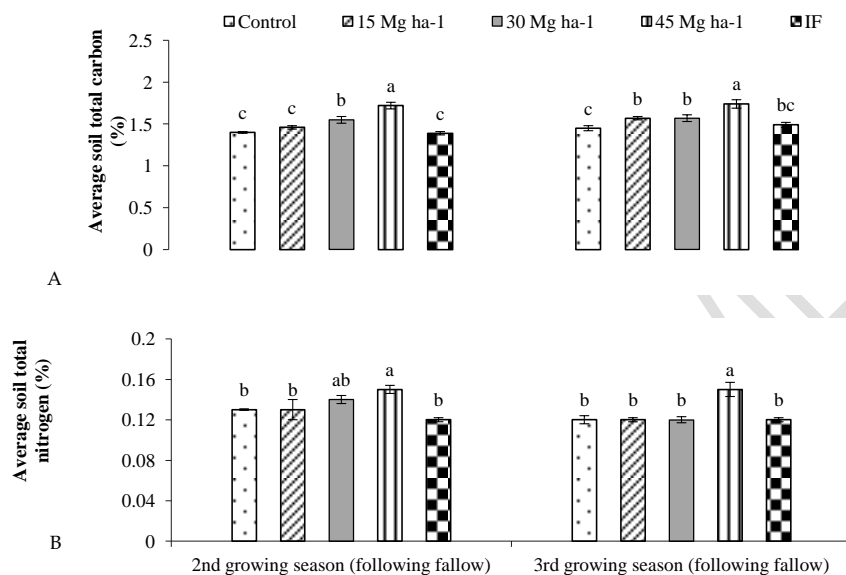 Control 15 Mg ha-1 30 Mg ha-1 45 Mg ha-1 IF
Average soil total carbon
(%)
2.5
2
1.5
1
0.5
0
c c b a c c b b a bc
A
Average soil total
nitrogen (%)
0.2
0.16
0.12
0.08
0.04
0
b b ab a b b b b a b
B
2nd growing season (following fallow) 3rd growing season (following fallow)